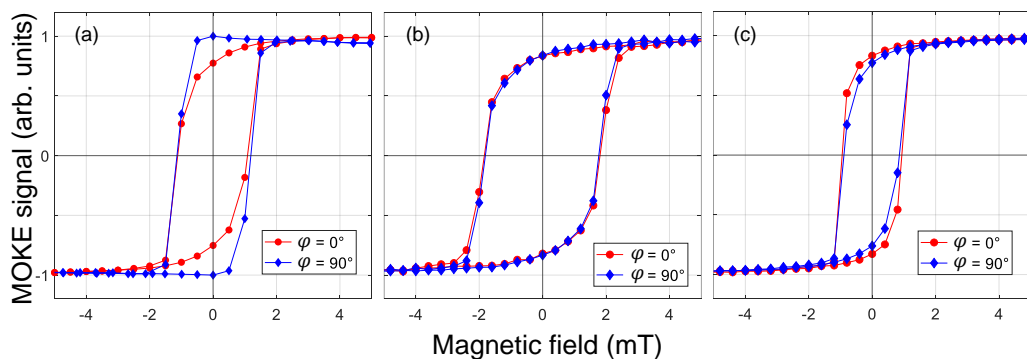 MOKE signal (arb. units)
1
0
-1
(a)
φ = 0°
φ = 90°
-4
-2
0
2
4
(b)
φ = 0°
φ = 90°
-4
-2
0
2
4
(c)
φ = 0°
φ = 90°
-4
-2
0
2
4
Magnetic field (mT)